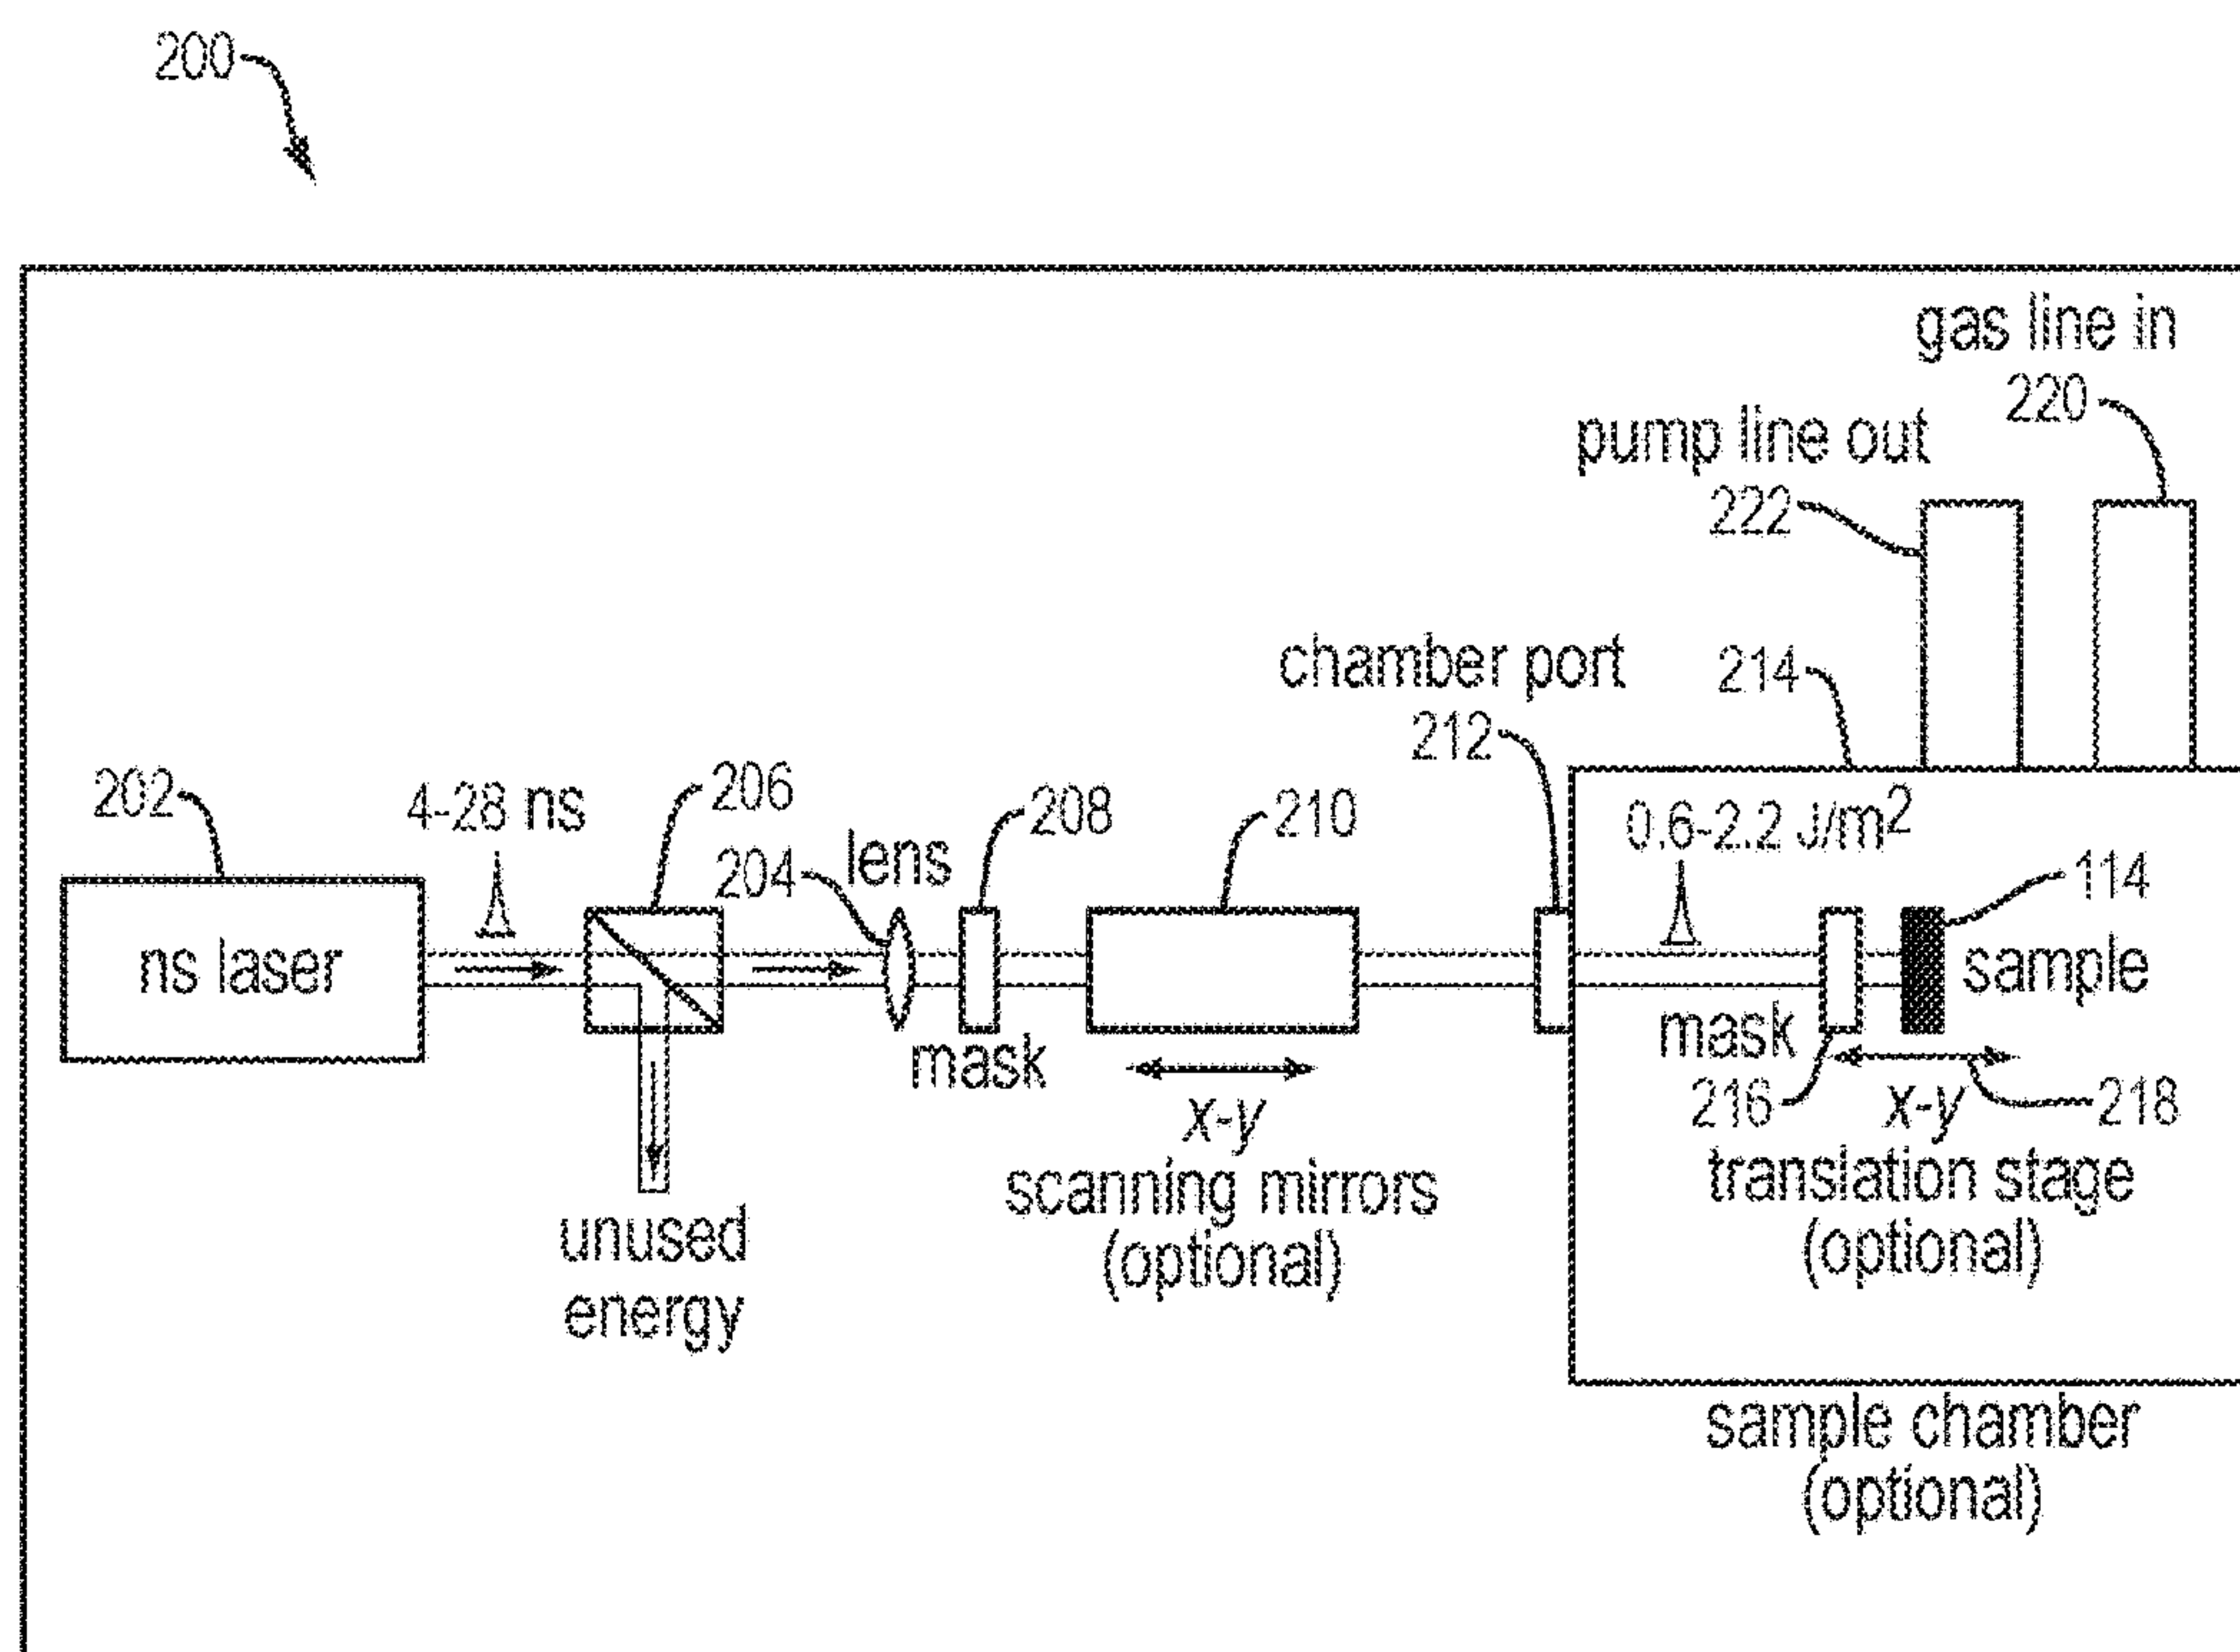 200
gas line in
220
pump line out
222
chamber port
212
214
202
4-28 ns
206
204
lens
208
210
0.6-2.2 J/m²
114
ns laser
sample
mask
mask
216
x-y
218
x-y
scanning mirrors
(optional)
translation stage
(optional)
unused
energy
sample chamber
(optional)